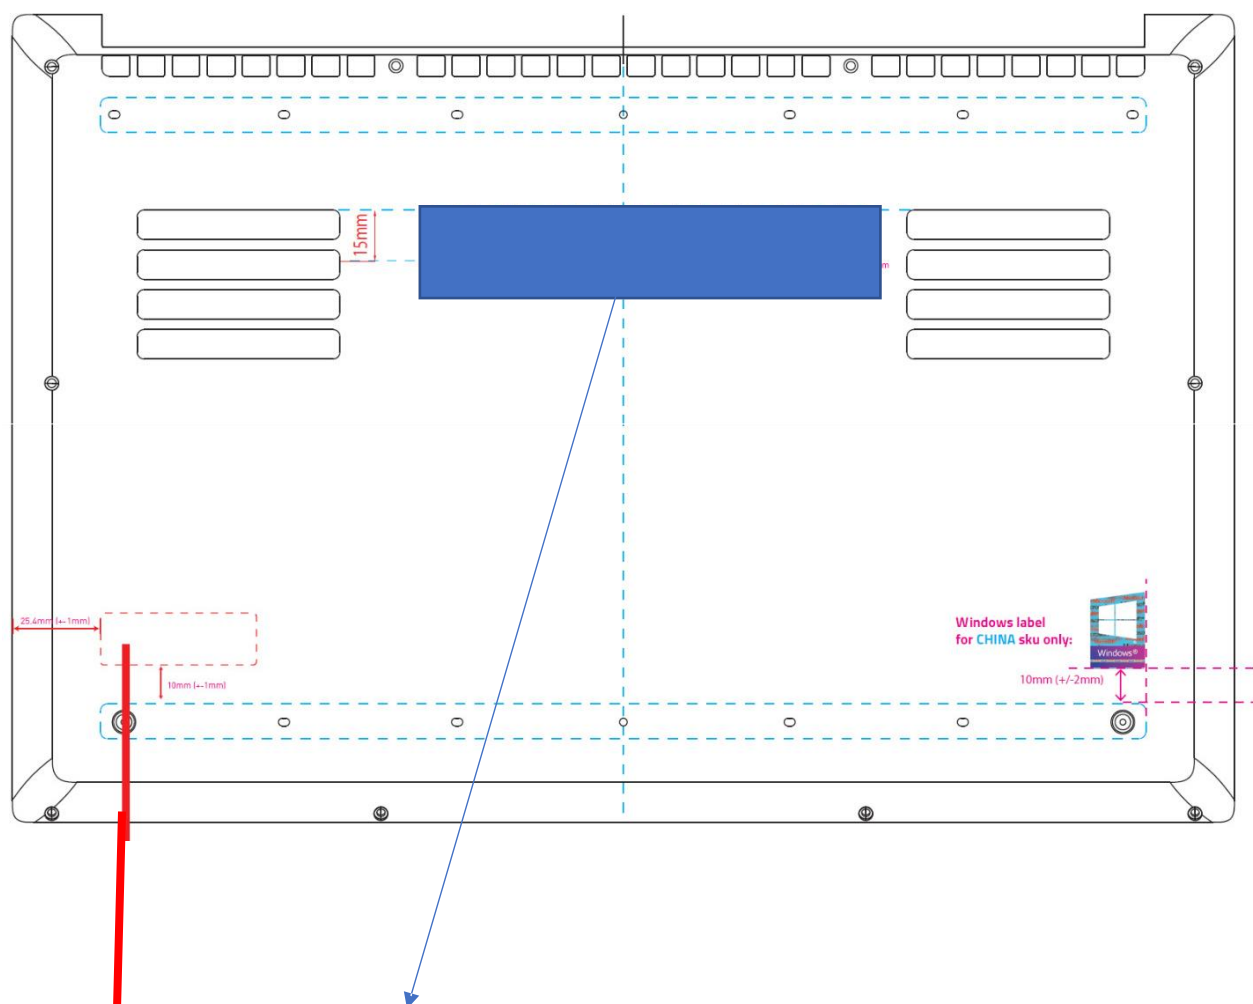 15mm
m
25.4mm (+-1mm)
Windows label
for CHINA sku only:
Windows®
10mm (+-1mm)
10mm (+/-2mm)